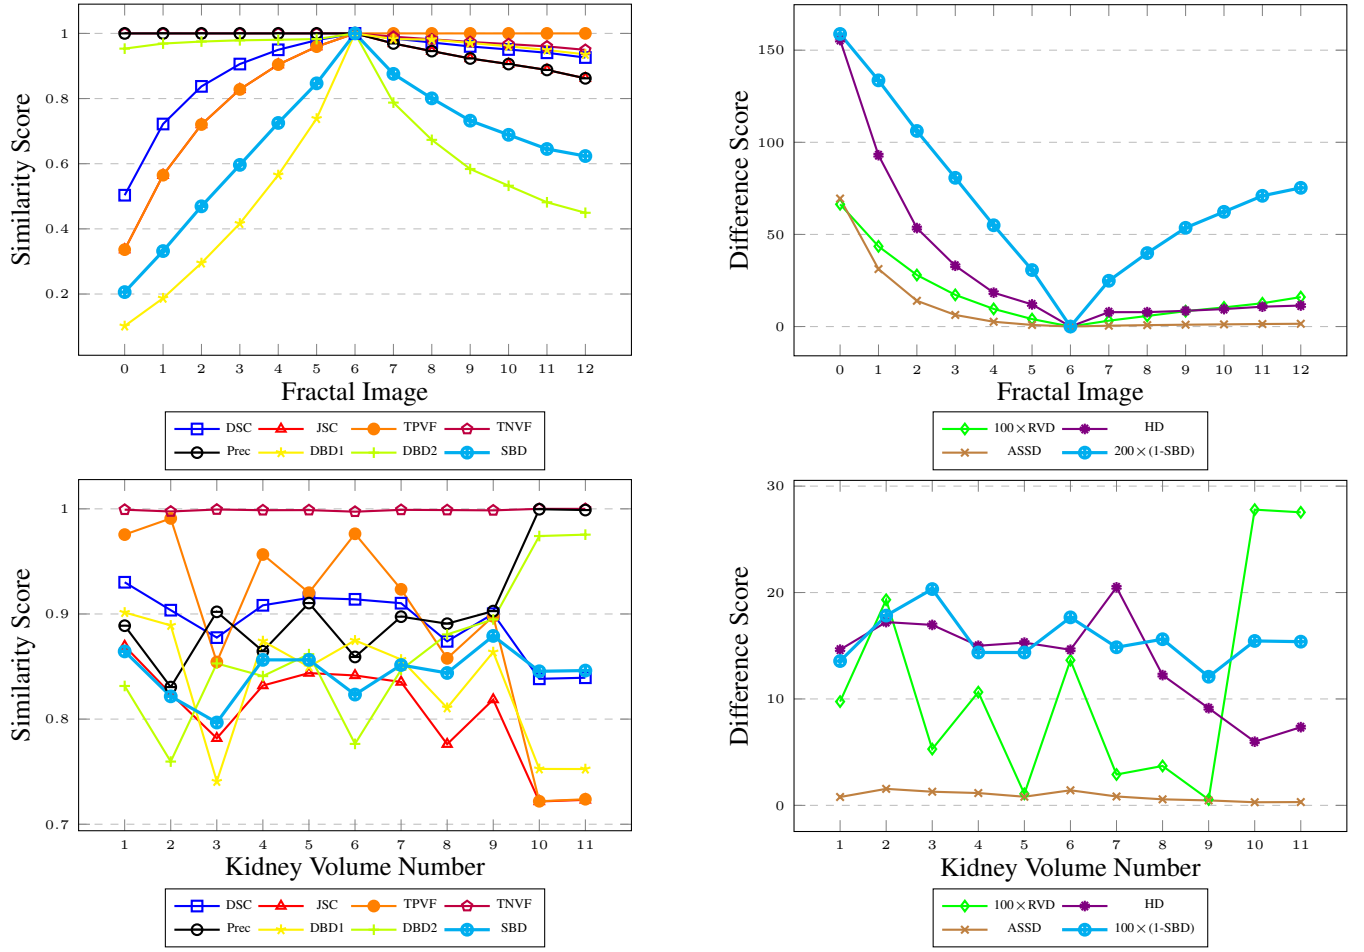 1
0.8
0.6
0.4
0.2
Similarity Score
0 1 2 3 4 5 6 7 8 9 10 11 12
Fractal Image
DSC JSC TPVF TNVF
Prec DBD1 DBD2 SBD
150
100
50
0
Difference Score
0 1 2 3 4 5 6 7 8 9 10 11 12
Fractal Image
100×RVD HD
ASSD 200×(1-SBD)
1
0.9
0.8
0.7
Similarity Score
1 2 3 4 5 6 7 8 9 10 11
Kidney Volume Number
DSC JSC TPVF TNVF
Prec DBD1 DBD2 SBD
30
20
10
0
Difference Score
1 2 3 4 5 6 7 8 9 10 11
Kidney Volume Number
100×RVD HD
ASSD 100×(1-SBD)